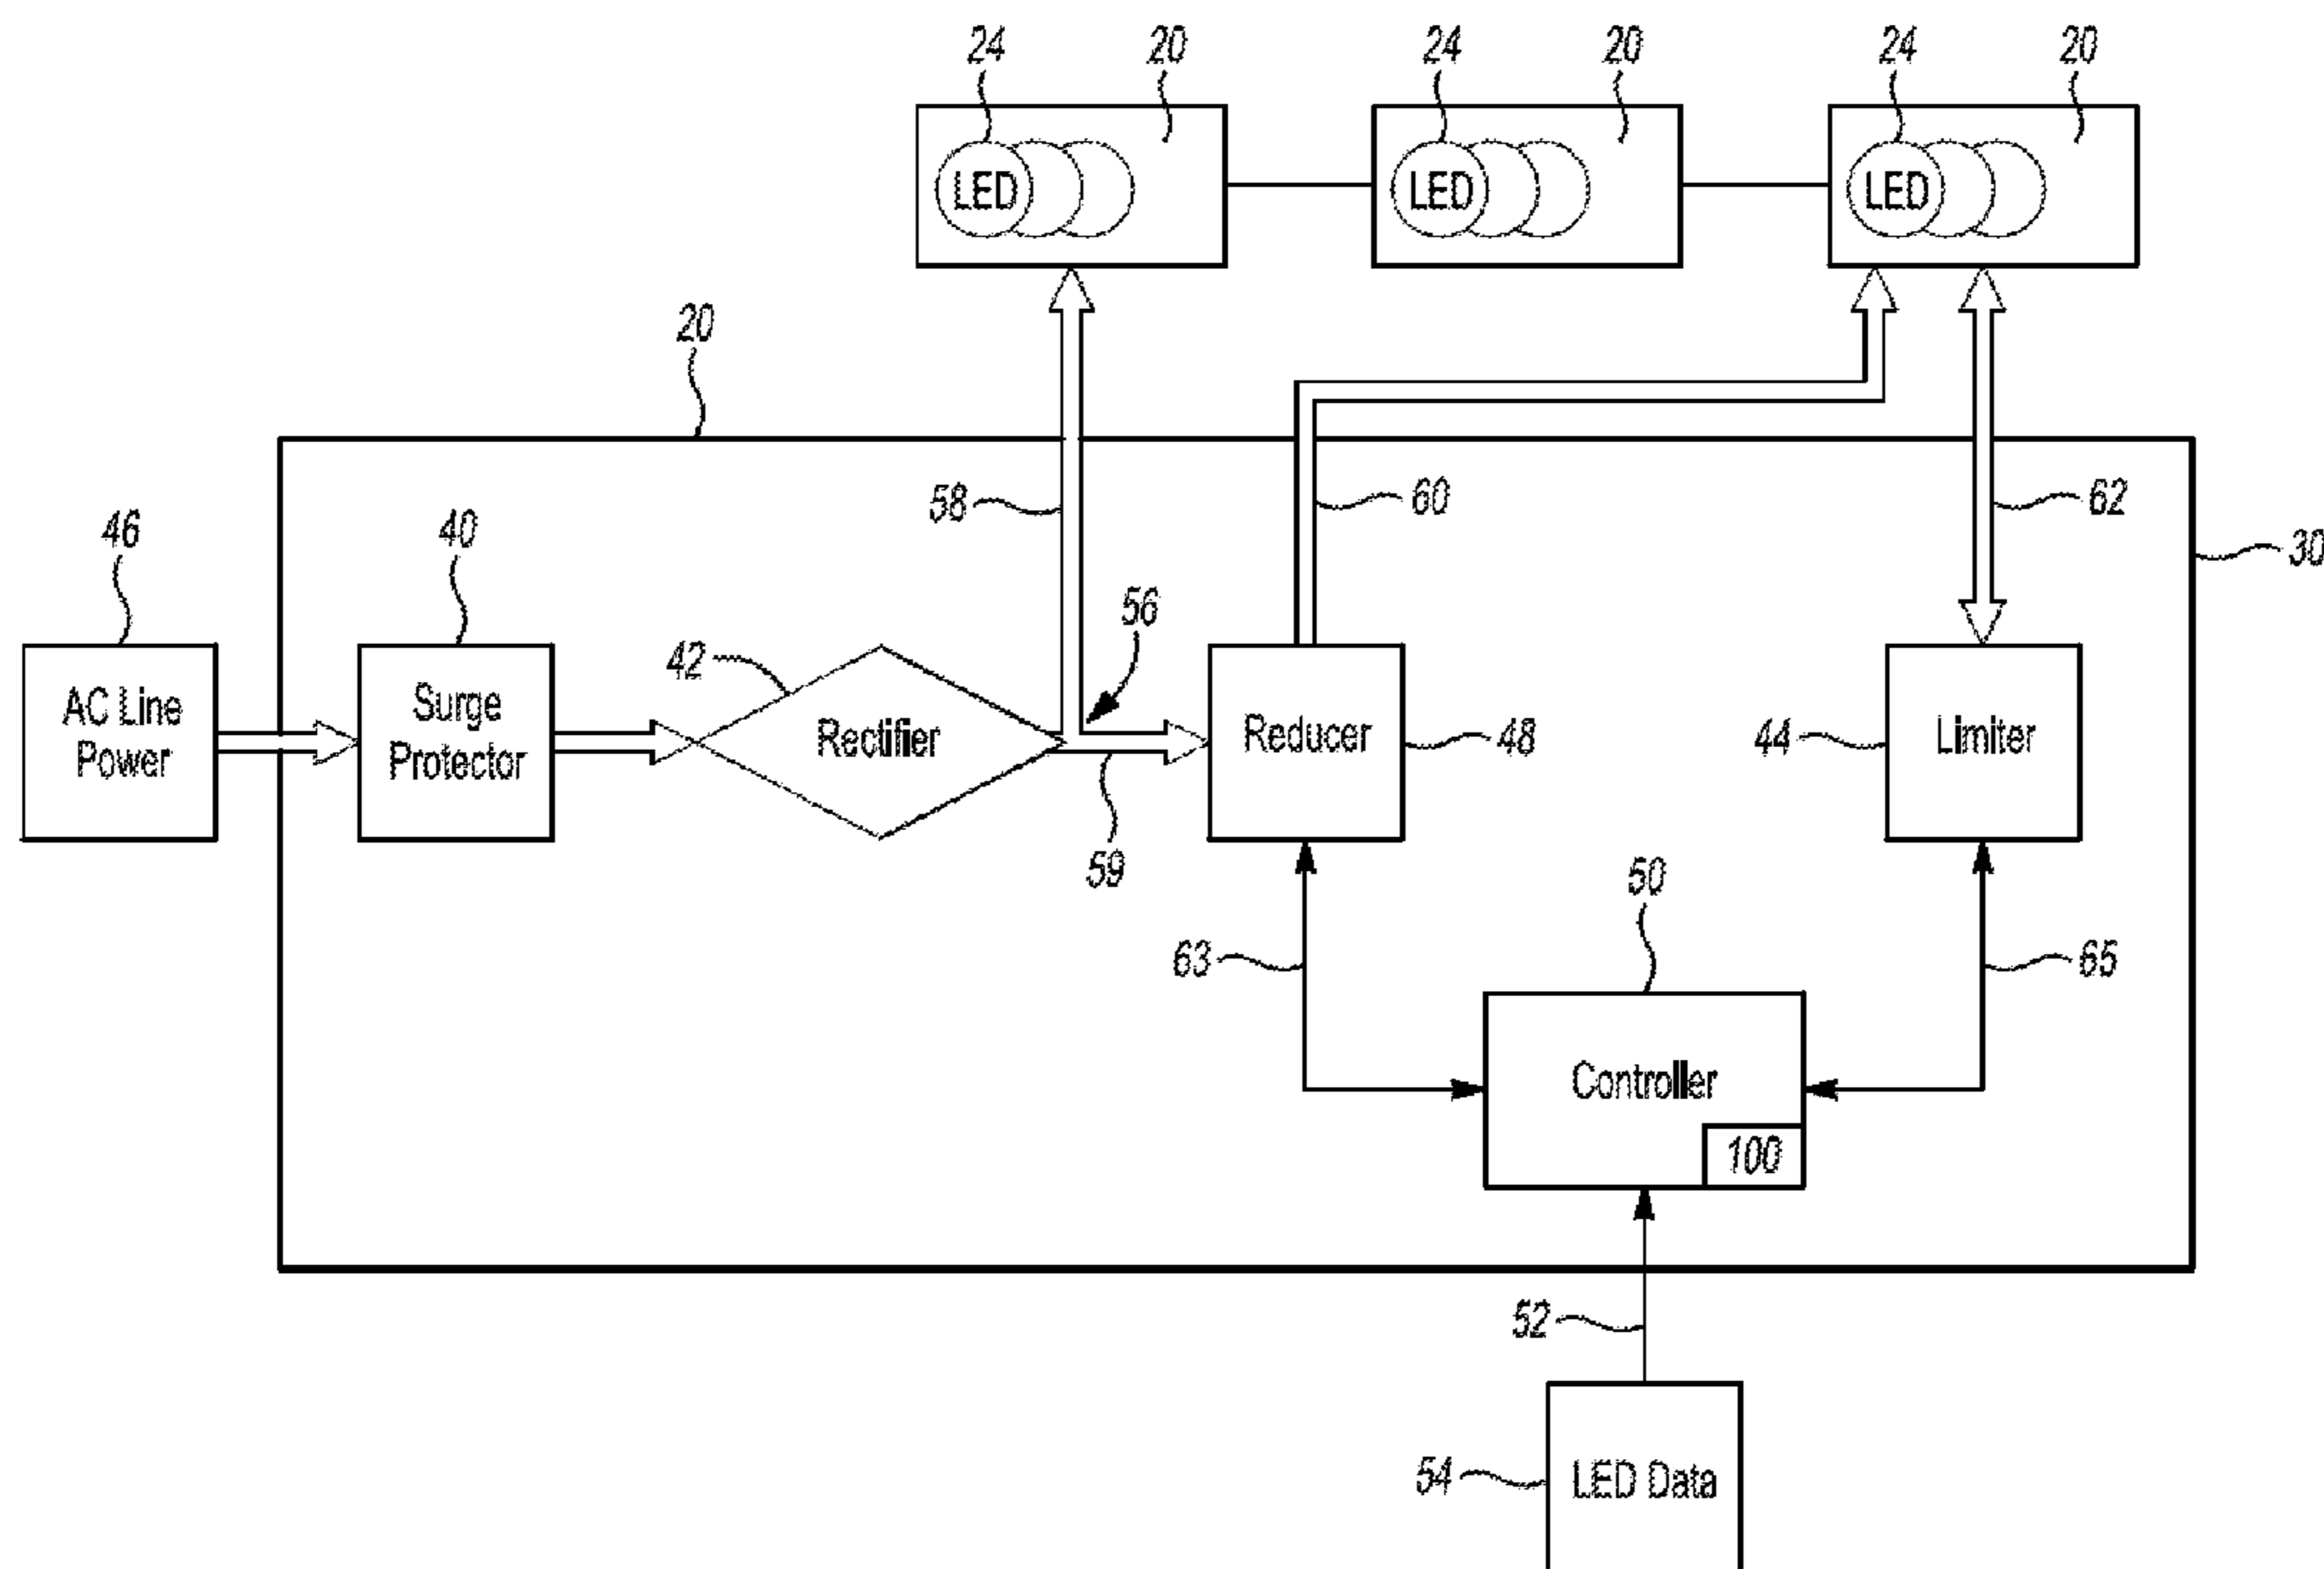 24
20
24
20
24
20
20
58
60
62
30
46
40
56
42
AC Line
Power
Surge
Protector
Rectifier
Reducer
48
44
Limiter
59
50
63
65
Controller
100
52
54
LED Data
LED
LED
LED